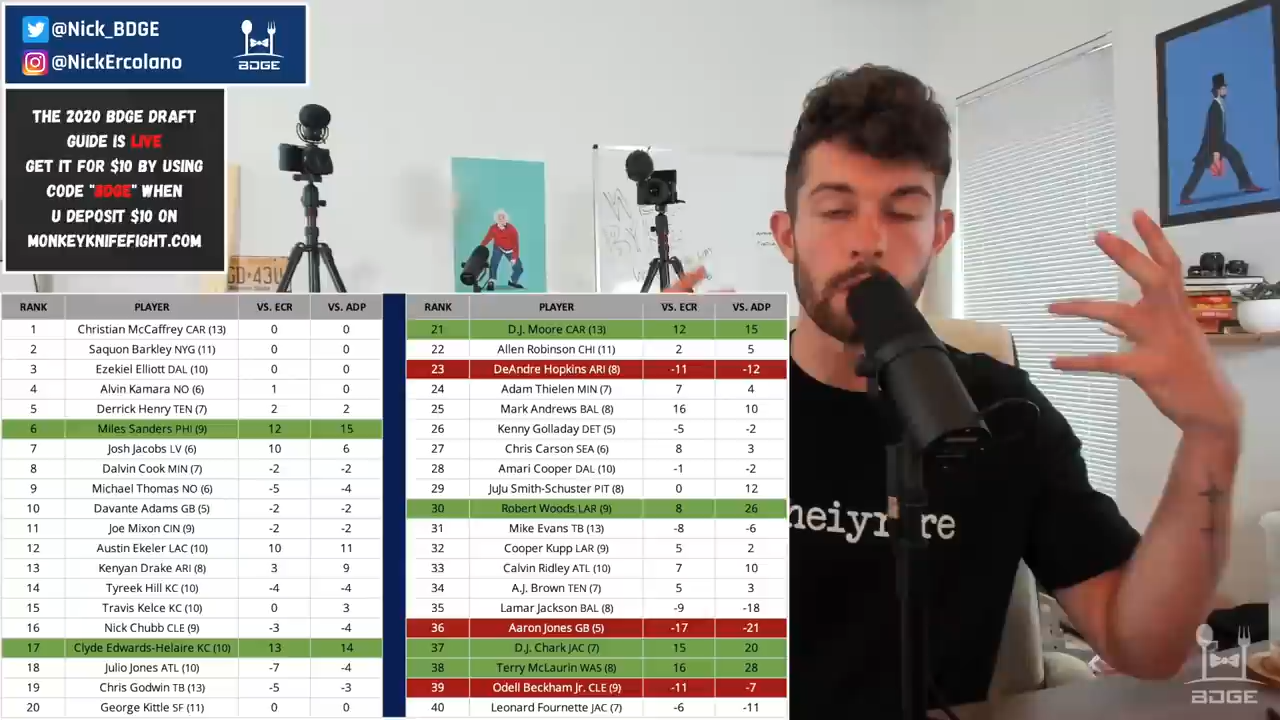 @Nick_BDGE
@NickErcolano
BDGE
THE 2020 BDGE DRAFT
GUIDE IS LIVE
GET IT FOR $10 BY USING
CODE "BDGE" WHEN
U DEPOSIT $10 ON
MONKEYKNIFEFIGHT.COM
RANK PLAYER VS. ECR VS. ADP
1 Christian McCaffrey CAR (13) 0 0
2 Saquon Barkley NYG (11) 0 0
3 Ezekiel Elliott DAL (10) 0 0
4 Alvin Kamara NO (6) 1 0
5 Derrick Henry TEN (7) 2 2
6 Miles Sanders PHI (9) 12 15
7 Josh Jacobs LV (6) 10 6
8 Dalvin Cook MIN (7) -2 -2
9 Michael Thomas NO (6) -5 -4
10 Davante Adams GB (5) -2 -2
11 Joe Mixon CIN (9) -2 -2
12 Austin Ekeler LAC (10) 10 11
13 Kenyan Drake ARI (8) 3 9
14 Tyreek Hill KC (10) -4 -4
15 Travis Kelce KC (10) 0 3
16 Nick Chubb CLE (9) -3 -4
17 Clyde Edwards-Helaire KC (10) 13 14
18 Julio Jones ATL (10) -7 -4
19 Chris Godwin TB (13) -5 -3
20 George Kittle SF (11) 0 0
RANK PLAYER VS. ECR VS. ADP
21 D.J. Moore CAR (13) 12 15
22 Allen Robinson CHI (11) 2 5
23 DeAndre Hopkins ARI (8) -11 -12
24 Adam Thielen MIN (7) 7 4
25 Mark Andrews BAL (8) 16 10
26 Kenny Golladay DET (5) -5 -2
27 Chris Carson SEA (6) 8 3
28 Amari Cooper DAL (10) -1 -2
29 JuJu Smith-Schuster PIT (8) 0 12
30 Robert Woods LAR (9) 8 26
31 Mike Evans TB (13) -8 -6
32 Cooper Kupp LAR (9) 5 2
33 Calvin Ridley ATL (10) 7 10
34 A.J. Brown TEN (7) 5 3
35 Lamar Jackson BAL (8) -9 -18
36 Aaron Jones GB (5) -17 -21
37 D.J. Chark JAC (7) 15 20
38 Terry McLaurin WAS (8) 16 28
39 Odell Beckham Jr. CLE (9) -11 -7
40 Leonard Fournette JAC (7) -6 -11
BDGE